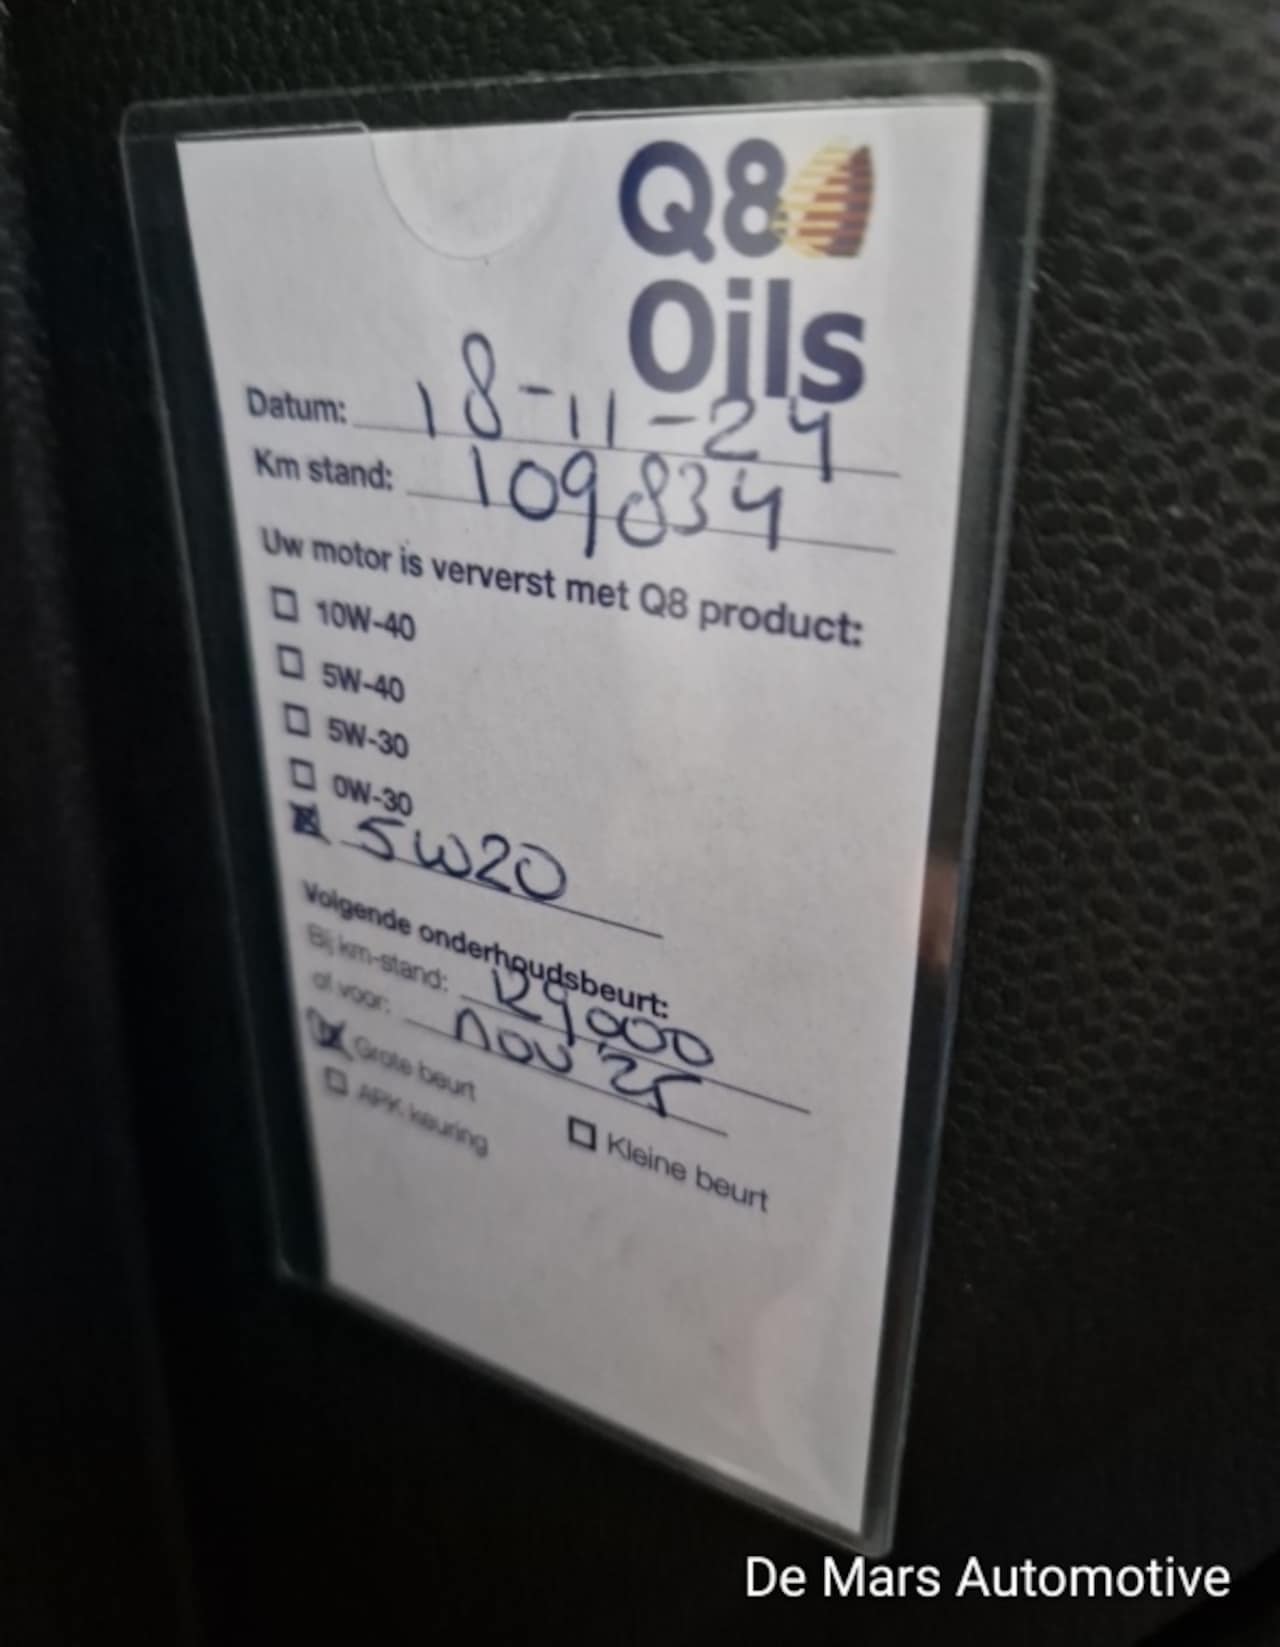 Q8
Oils
Datum: 18-11-24
Km stand: 109834
Uw motor is ververst met Q8 product:
10W-40
5W-40
5W-30
0W-30
5W20
Volgende onderhoudsbeurt:
Bij km-stand: 129000
of voor: nov '25
Grote beurt
Kleine beurt
APK keuring
De Mars Automotive